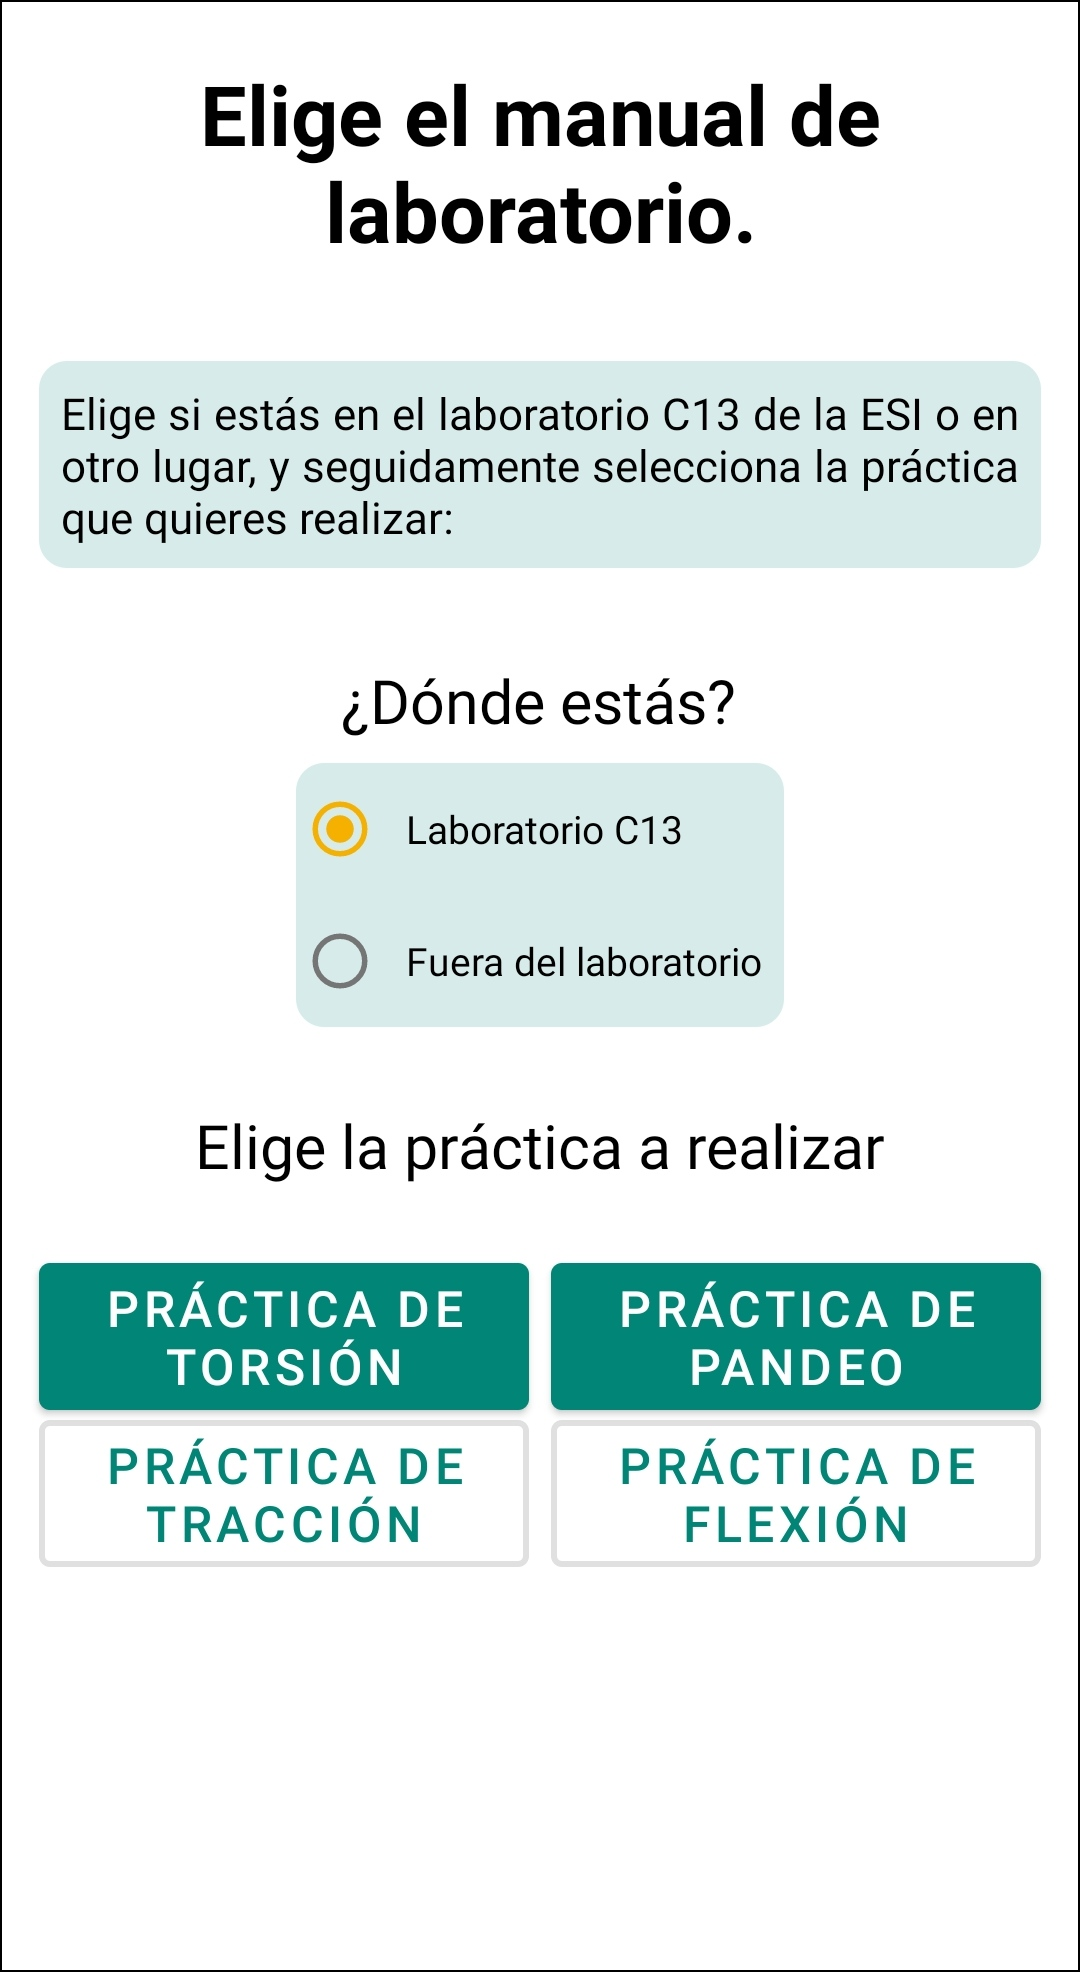 Elige el manual de
laboratorio.
Elige si estás en el laboratorio C13 de la ESI o en
otro lugar, y seguidamente selecciona la práctica
que quieres realizar:
¿Dónde estás?
Laboratorio C13
Fuera del laboratorio
Elige la práctica a realizar
PRÁCTICA DE
TORSIÓN
PRÁCTICA DE
PANDEO
PRÁCTICA DE
TRACCIÓN
PRÁCTICA DE
FLEXIÓN